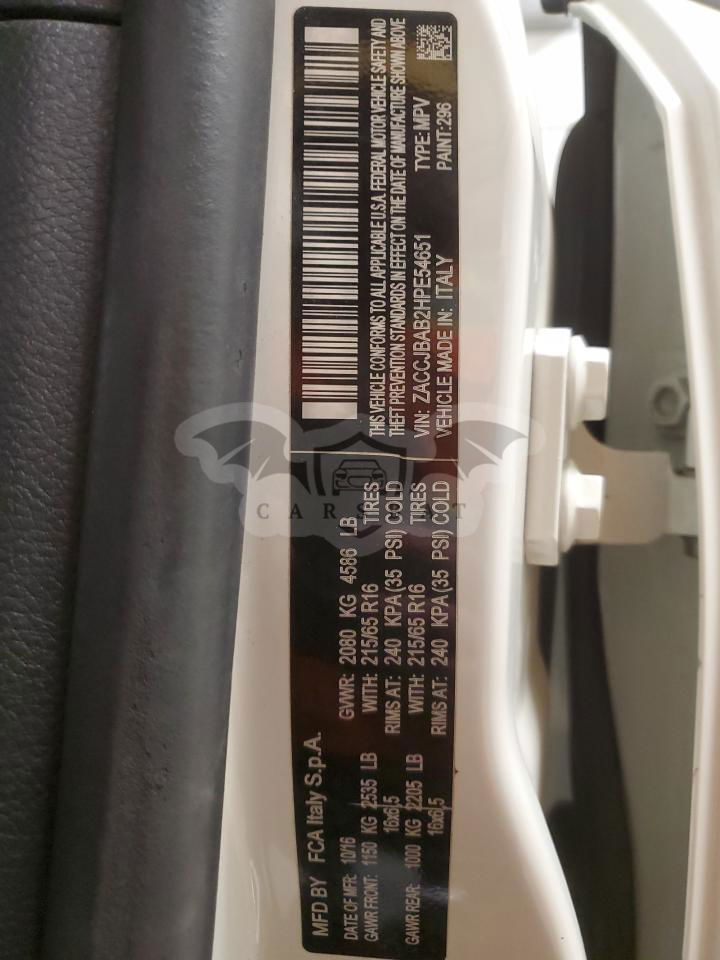 MFD BY FCA Italy S.p.A.
DATE OF MFR: 10/16 GVWR: 2080 KG 4586 LB
GAWR FRONT: 1150 KG 2535 LB WITH: 215/65 R16 TIRES
16x6,5 RIMS AT: 240 KPA (35 PSI) COLD
GAWR REAR: 1000 KG 2205 LB WITH: 215/65 R16 TIRES
16x6,5 RIMS AT: 240 KPA (35 PSI) COLD
THIS VEHICLE CONFORMS TO ALL APPLICABLE U.S.A. FEDERAL MOTOR VEHICLE SAFETY AND
THEFT PREVENTION STANDARDS IN EFFECT ON THE DATE OF MANUFACTURE SHOWN ABOVE
VIN: ZACCJBAB2HPE54651 TYPE: MPV
VEHICLE MADE IN: ITALY PAINT:296